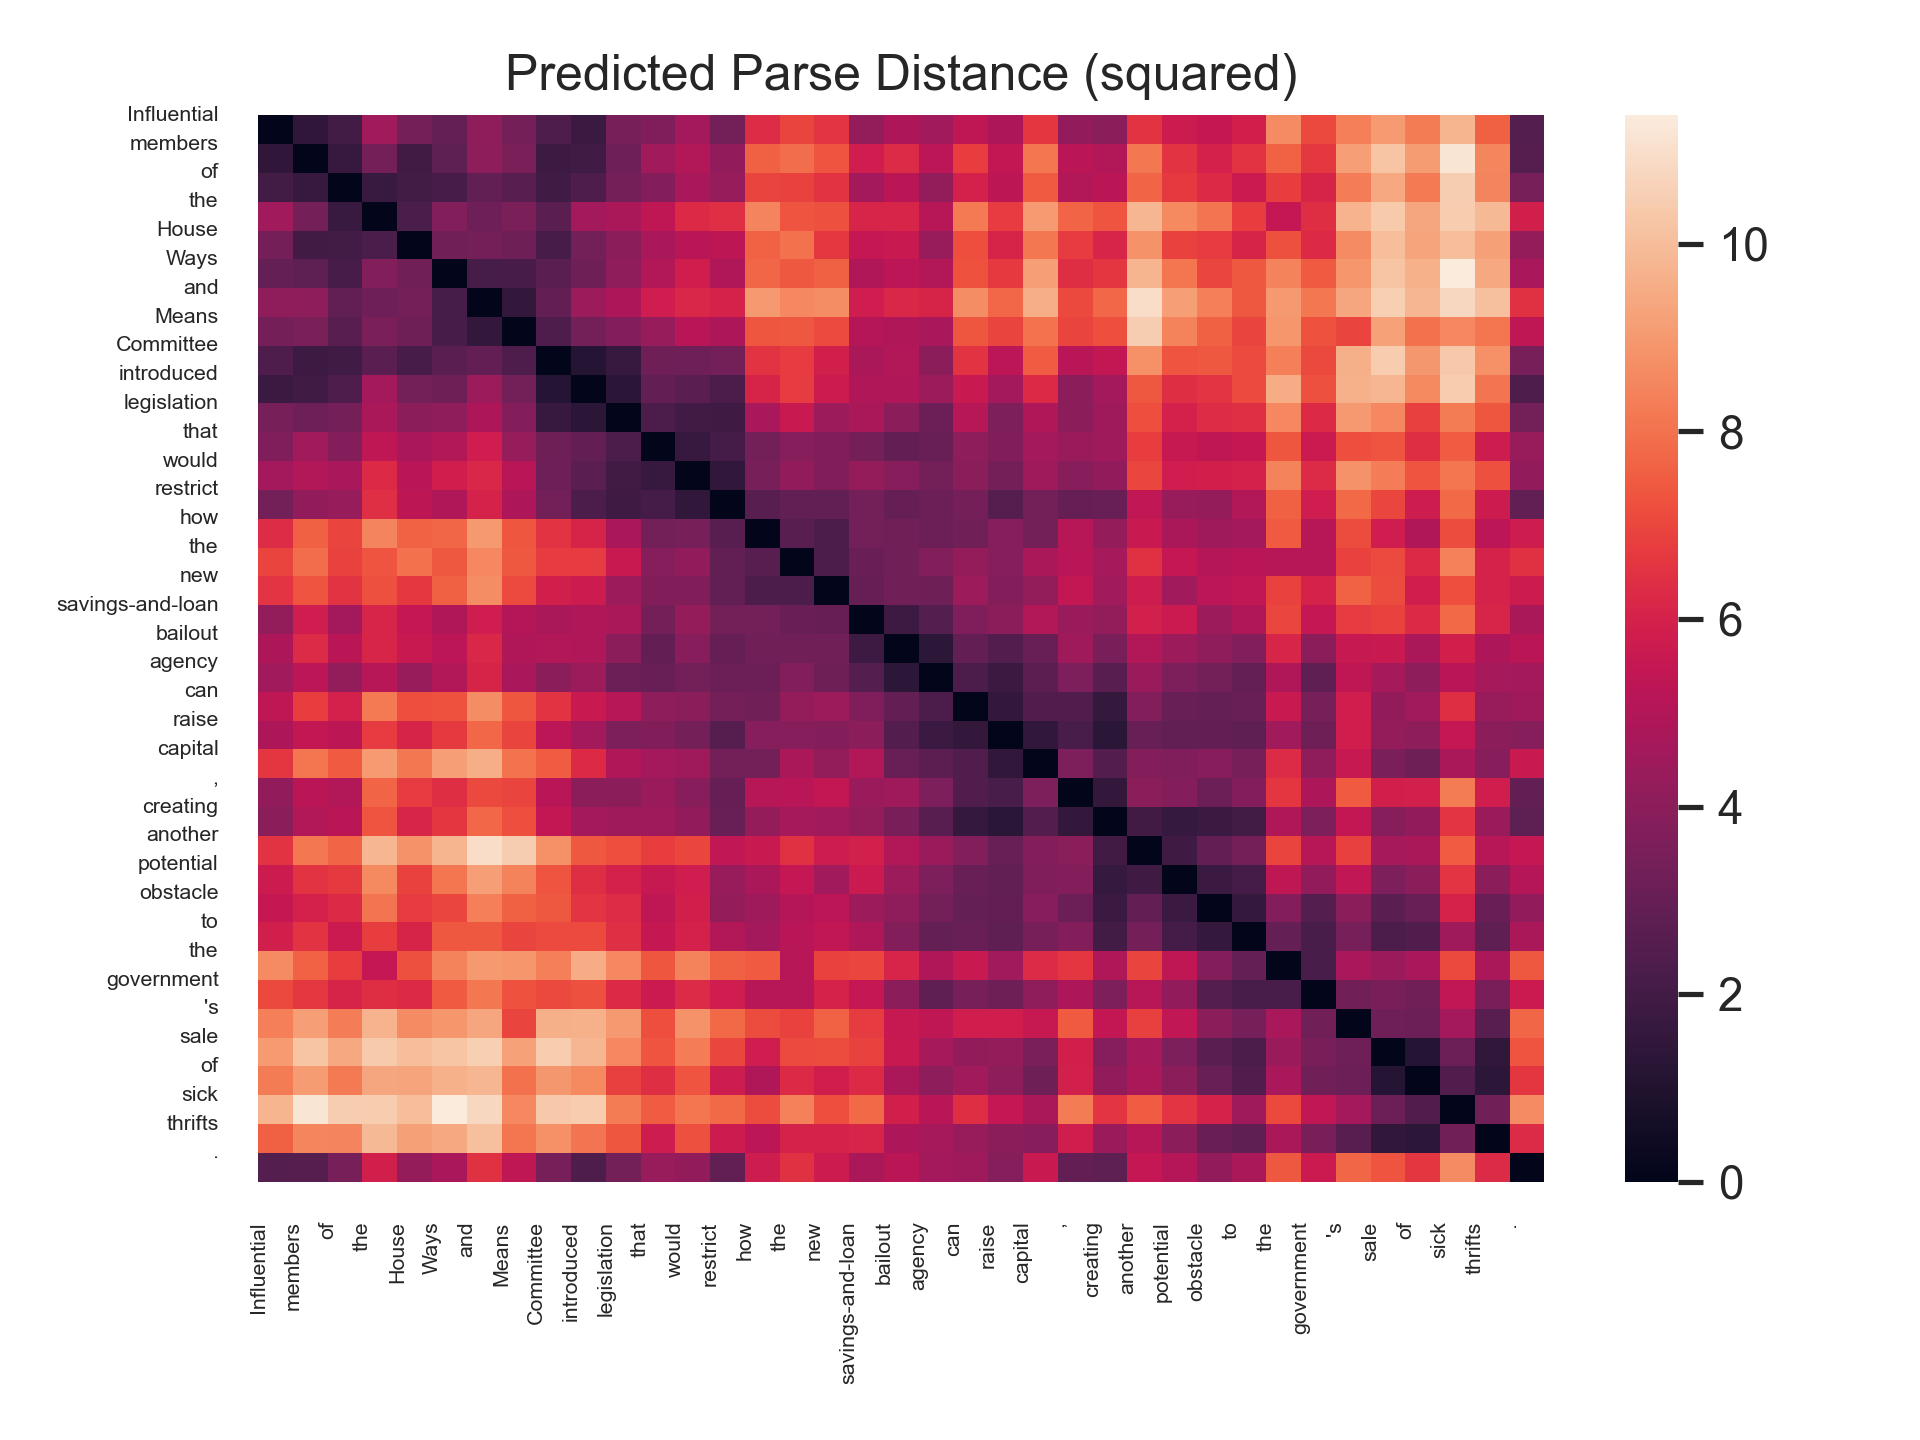 Predicted Parse Distance (squared)
Influential
members
of
the
House
Ways
and
Means
Committee
introduced
legislation
that
would
restrict
how
the
new
savings-and-loan
bailout
agency
can
raise
capital
,
creating
another
potential
obstacle
to
the
government
's
sale
of
sick
thrifts
.
10
8
6
4
2
0
Influential
members
of
the
House
Ways
and
Means
Committee
introduced
legislation
that
would
restrict
how
the
new
savings-and-loan
bailout
agency
can
raise
capital
,
creating
another
potential
obstacle
to
the
government
's
sale
of
sick
thrifts
.